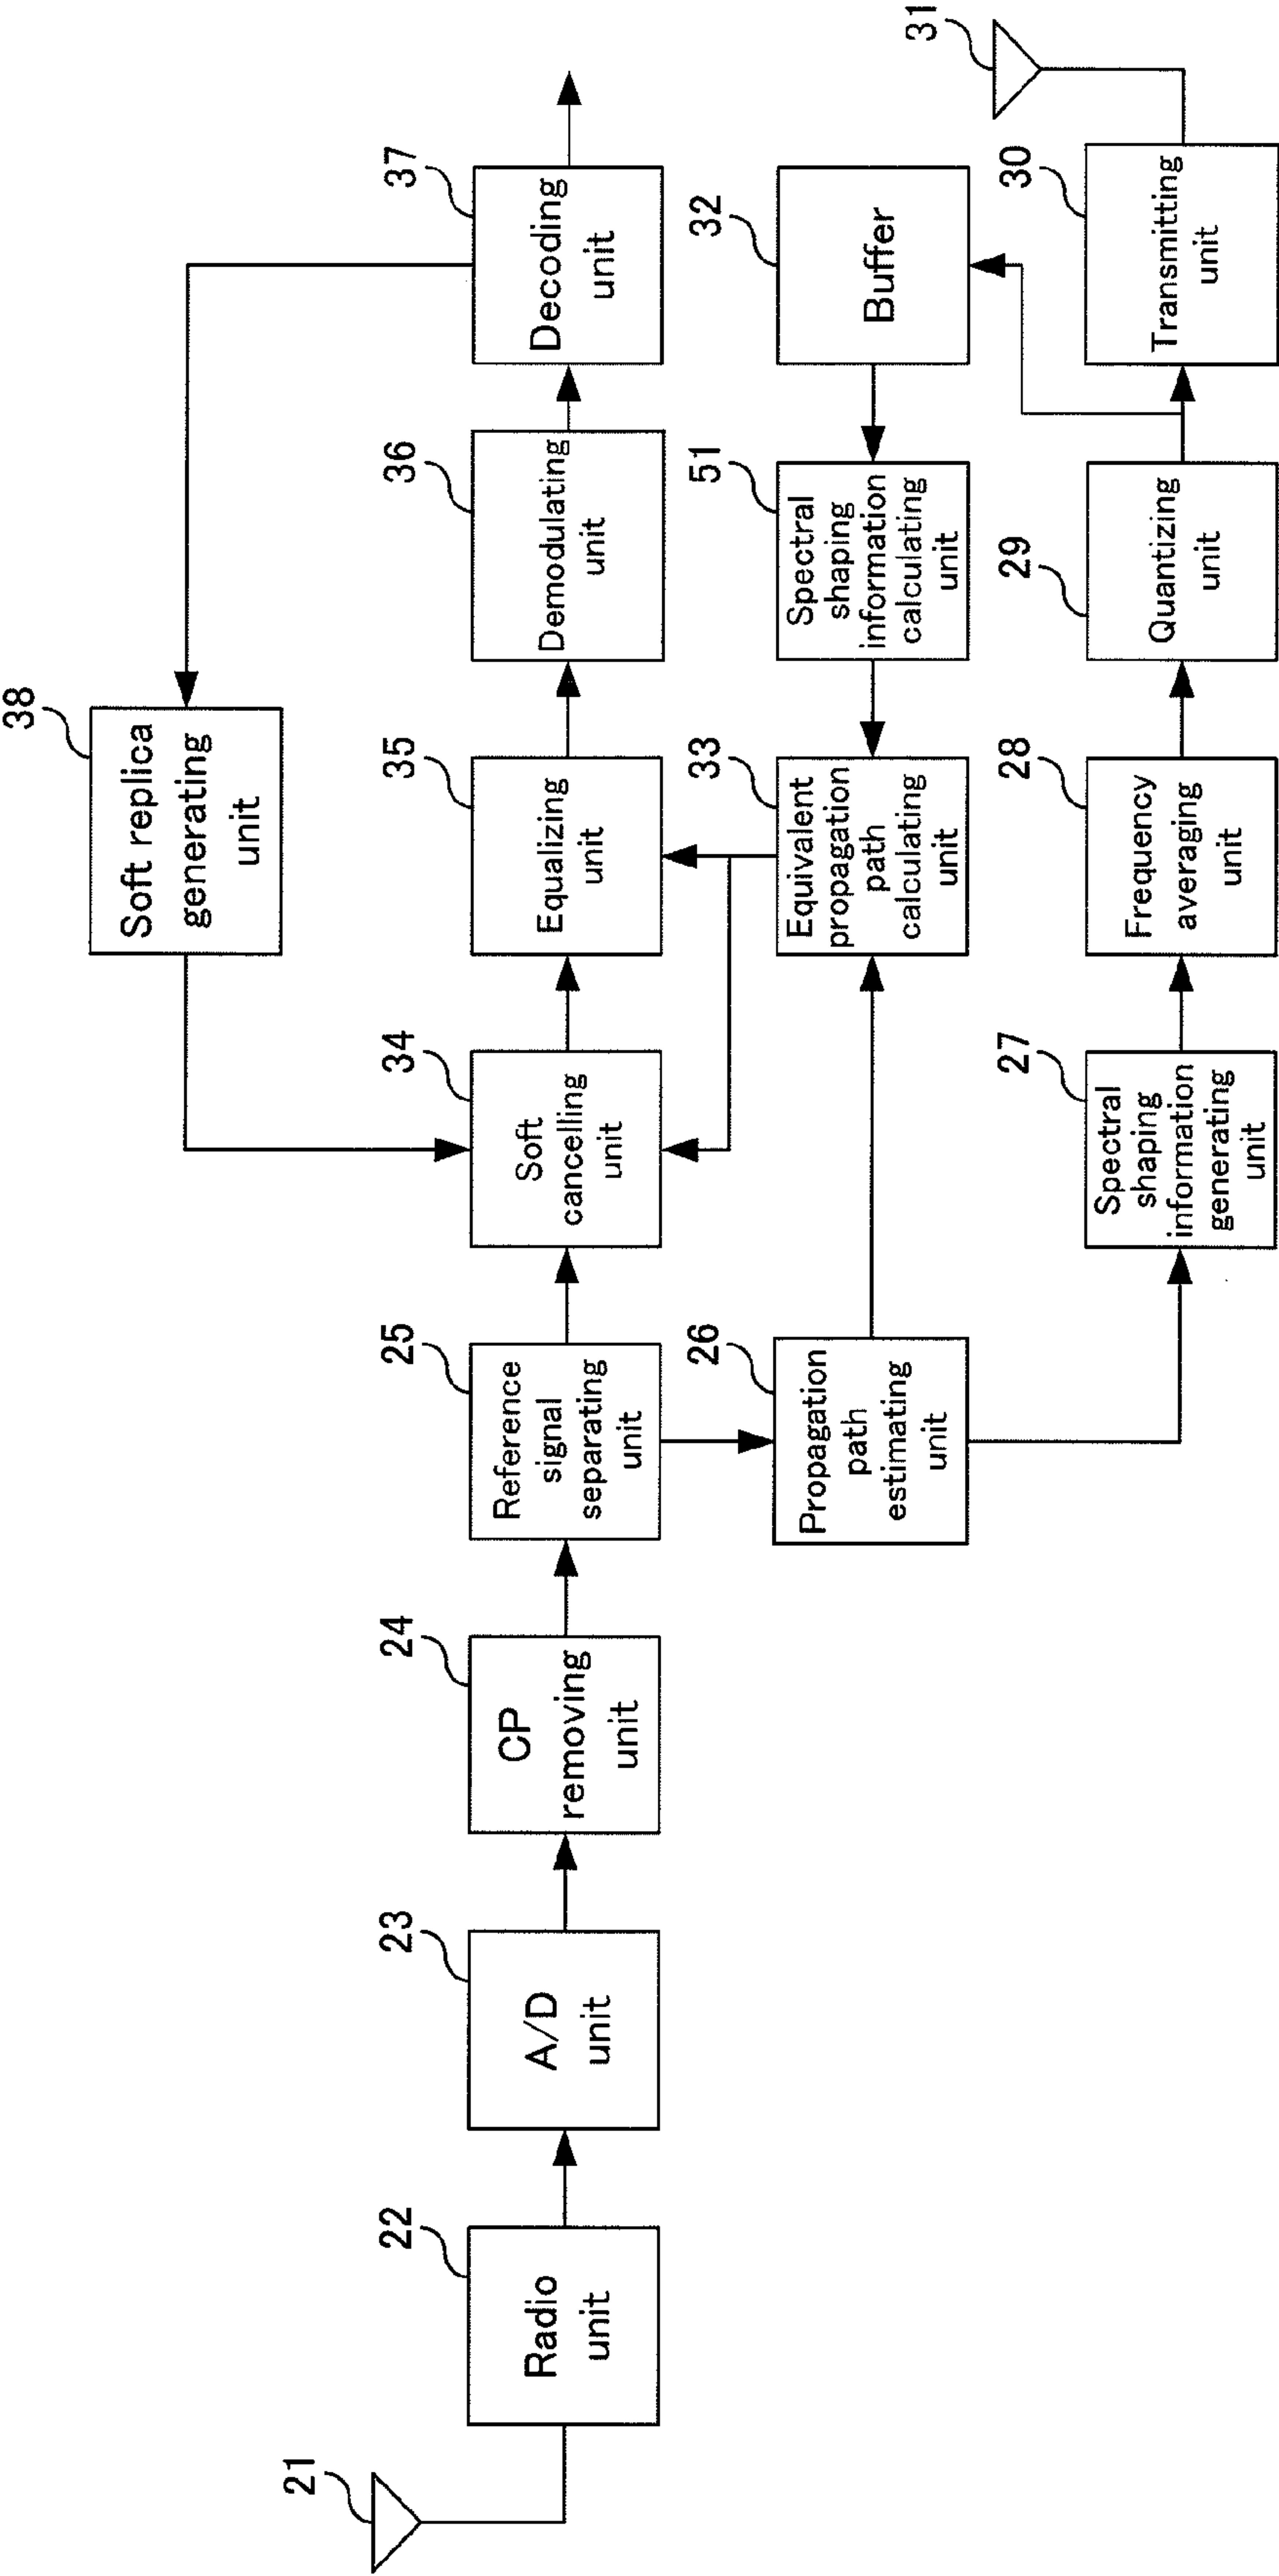 38
Soft replica
generating
unit
21
22
Radio
unit
23
A/D
unit
24
CP
removing
unit
25
Reference
signal
separating
unit
34
Soft
cancelling
unit
35
Equalizing
unit
36
Demodulating
unit
37
Decoding
unit
26
Propagation
path
estimating
unit
33
Equivalent
propagation
path
calculating
unit
51
Spectral
shaping
information
calculating
unit
32
Buffer
27
Spectral
shaping
information
generating
unit
28
Frequency
averaging
unit
29
Quantizing
unit
30
Transmitting
unit
31